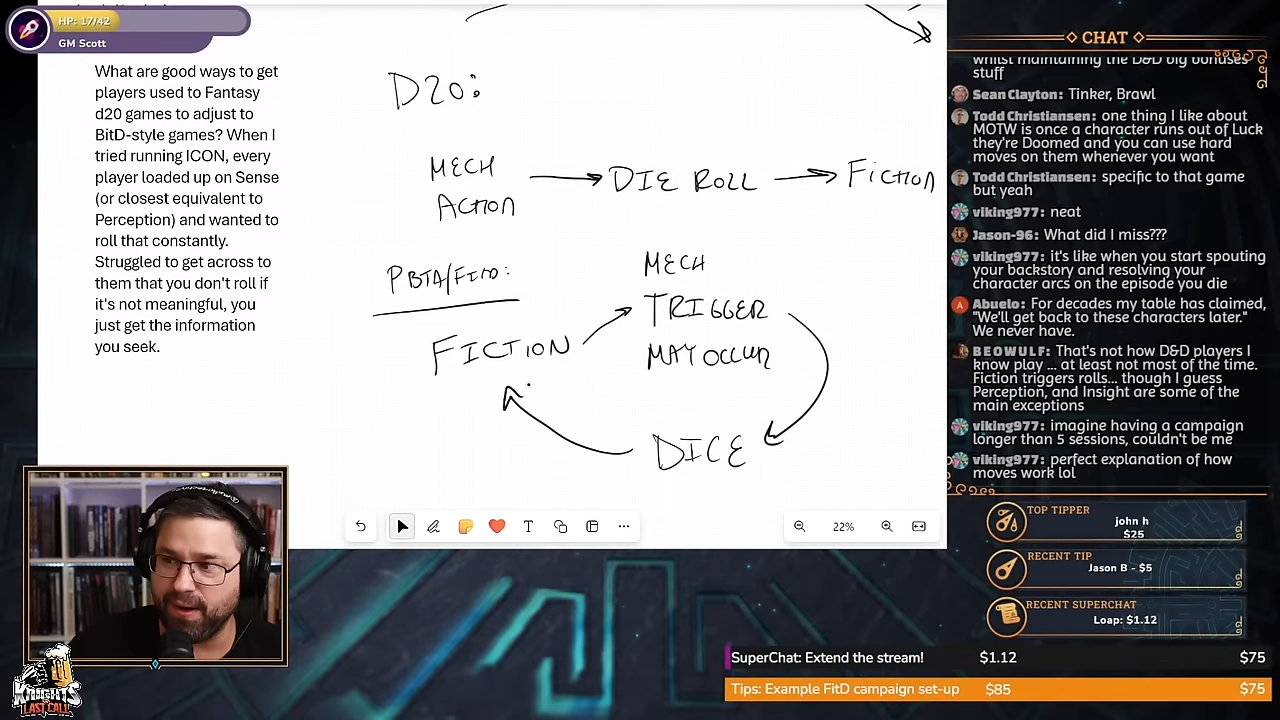 HP: 17/42
GM Scott
What are good ways to get
players used to Fantasy
d20 games to adjust to
BitD-style games? When I
tried running ICON, every
player loaded up on Sense
(or closest equivalent to
Perception) and wanted to
roll that constantly.
Struggled to get across to
them that you don't roll if
it's not meaningful, you
just get the information
you seek.
D20:
MECH
ACTION
DIE ROLL
FICTION
PBTA/FITD:
FICTION
MECH
TRIGGER
MAY OCCUR
DICE
T
22%
CHAT
whilst maintaining the D&D big bonuses
stuff
Sean Clayton: Tinker, Brawl
Todd Christiansen: one thing I like about
MOTW is once a character runs out of Luck
they're Doomed and you can use hard
moves on them whenever you want
Todd Christiansen: specific to that game
but yeah
viking977: neat
Jason-96: What did I miss???
viking977: it's like when you start spouting
your backstory and resolving your
character arcs on the episode you die
Abuelo: For decades my table has claimed,
"We'll get back to these characters later."
We never have.
BEOWULF: That's not how D&D players I
know play ... at least not most of the time.
Fiction triggers rolls... though I guess
Perception, and Insight are some of the
main exceptions
viking977: imagine having a campaign
longer than 5 sessions, couldn't be me
viking977: perfect explanation of how
moves work lol
TOP TIPPER
john h
$25
RECENT TIP
Jason B - $5
RECENT SUPERCHAT
Loap: $1.12
SuperChat: Extend the stream! $1.12 $75
Tips: Example FitD campaign set-up $85 $75
KNIGHTS
LAST CALL